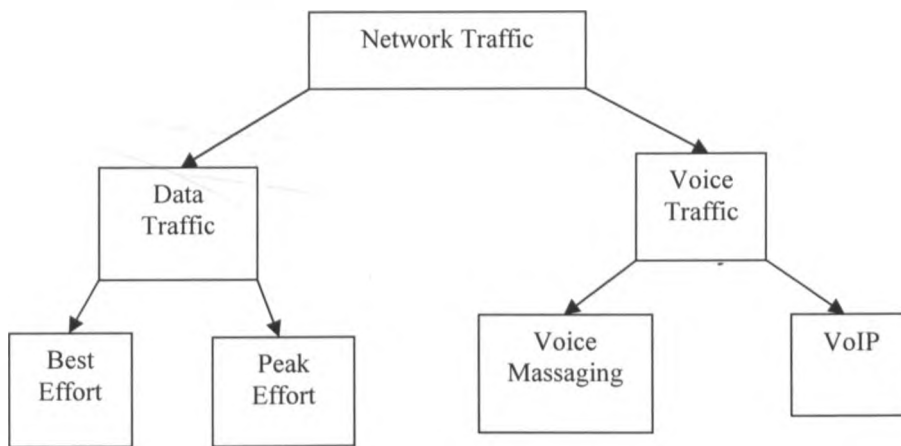 Network Traffic
Data
Traffic
Voice
Traffic
Best
Effort
Peak
Effort
Voice
Massaging
VoIP